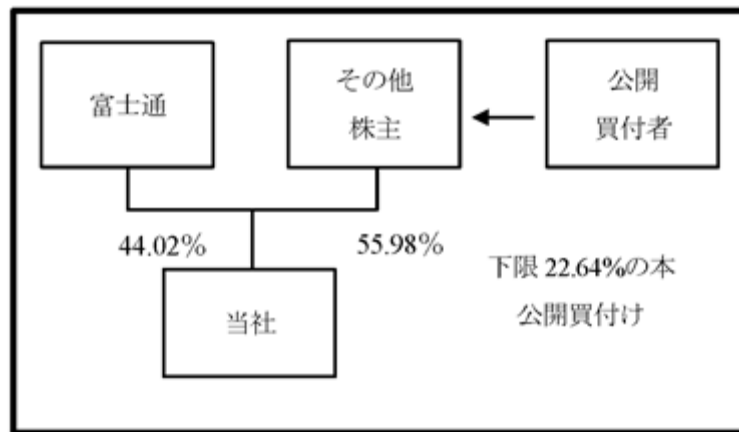 富士通
その他
株主
公開
買付者
44.02%
55.98%
下限 22.64%の本
公開買付け
当社